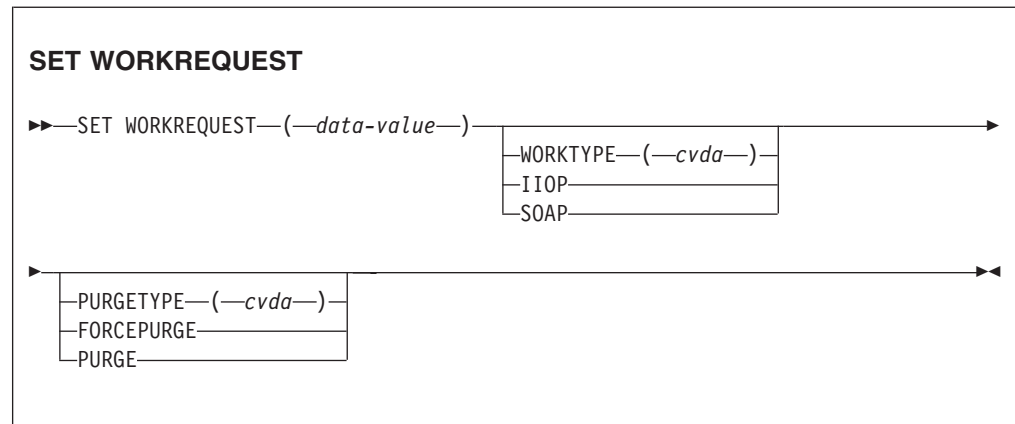 SET WORKREQUEST
SET WORKREQUEST ( data-value )
WORKTYPE ( cvda )
IIOP
SOAP
PURGETYPE ( cvda )
FORCEPURGE
PURGE